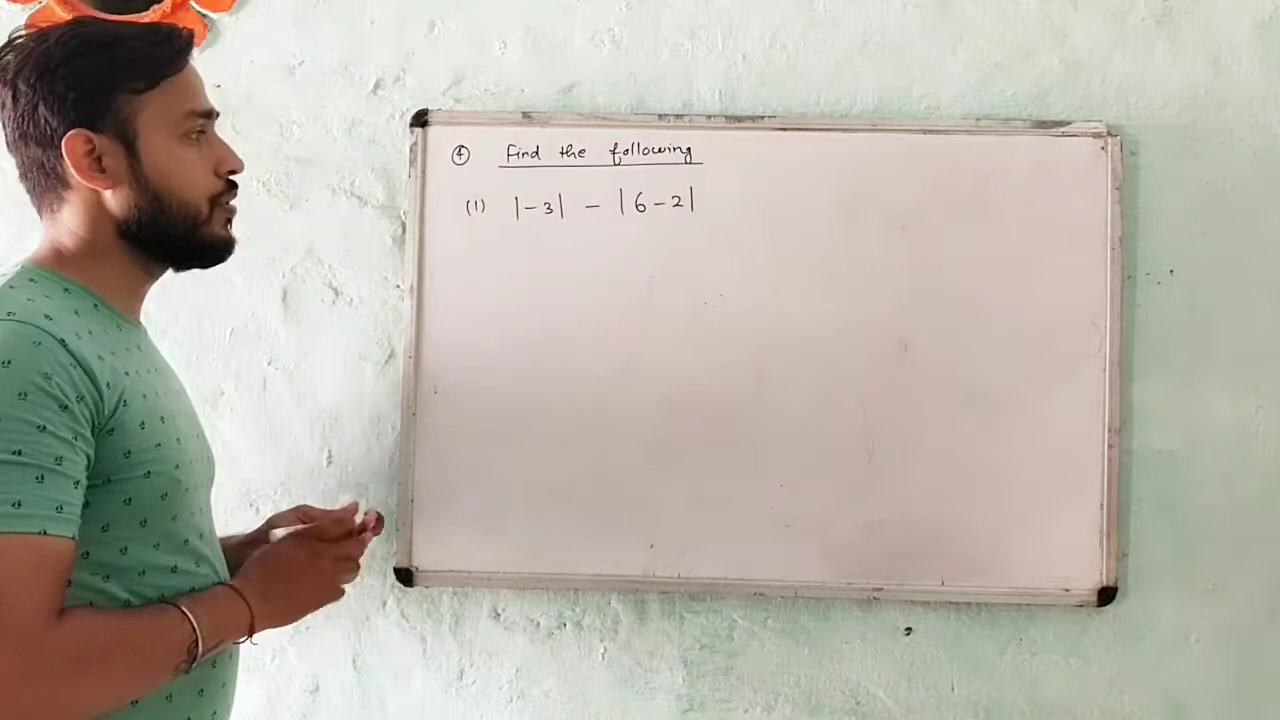 ④ Find the following
(1) |-3| - |6-2|